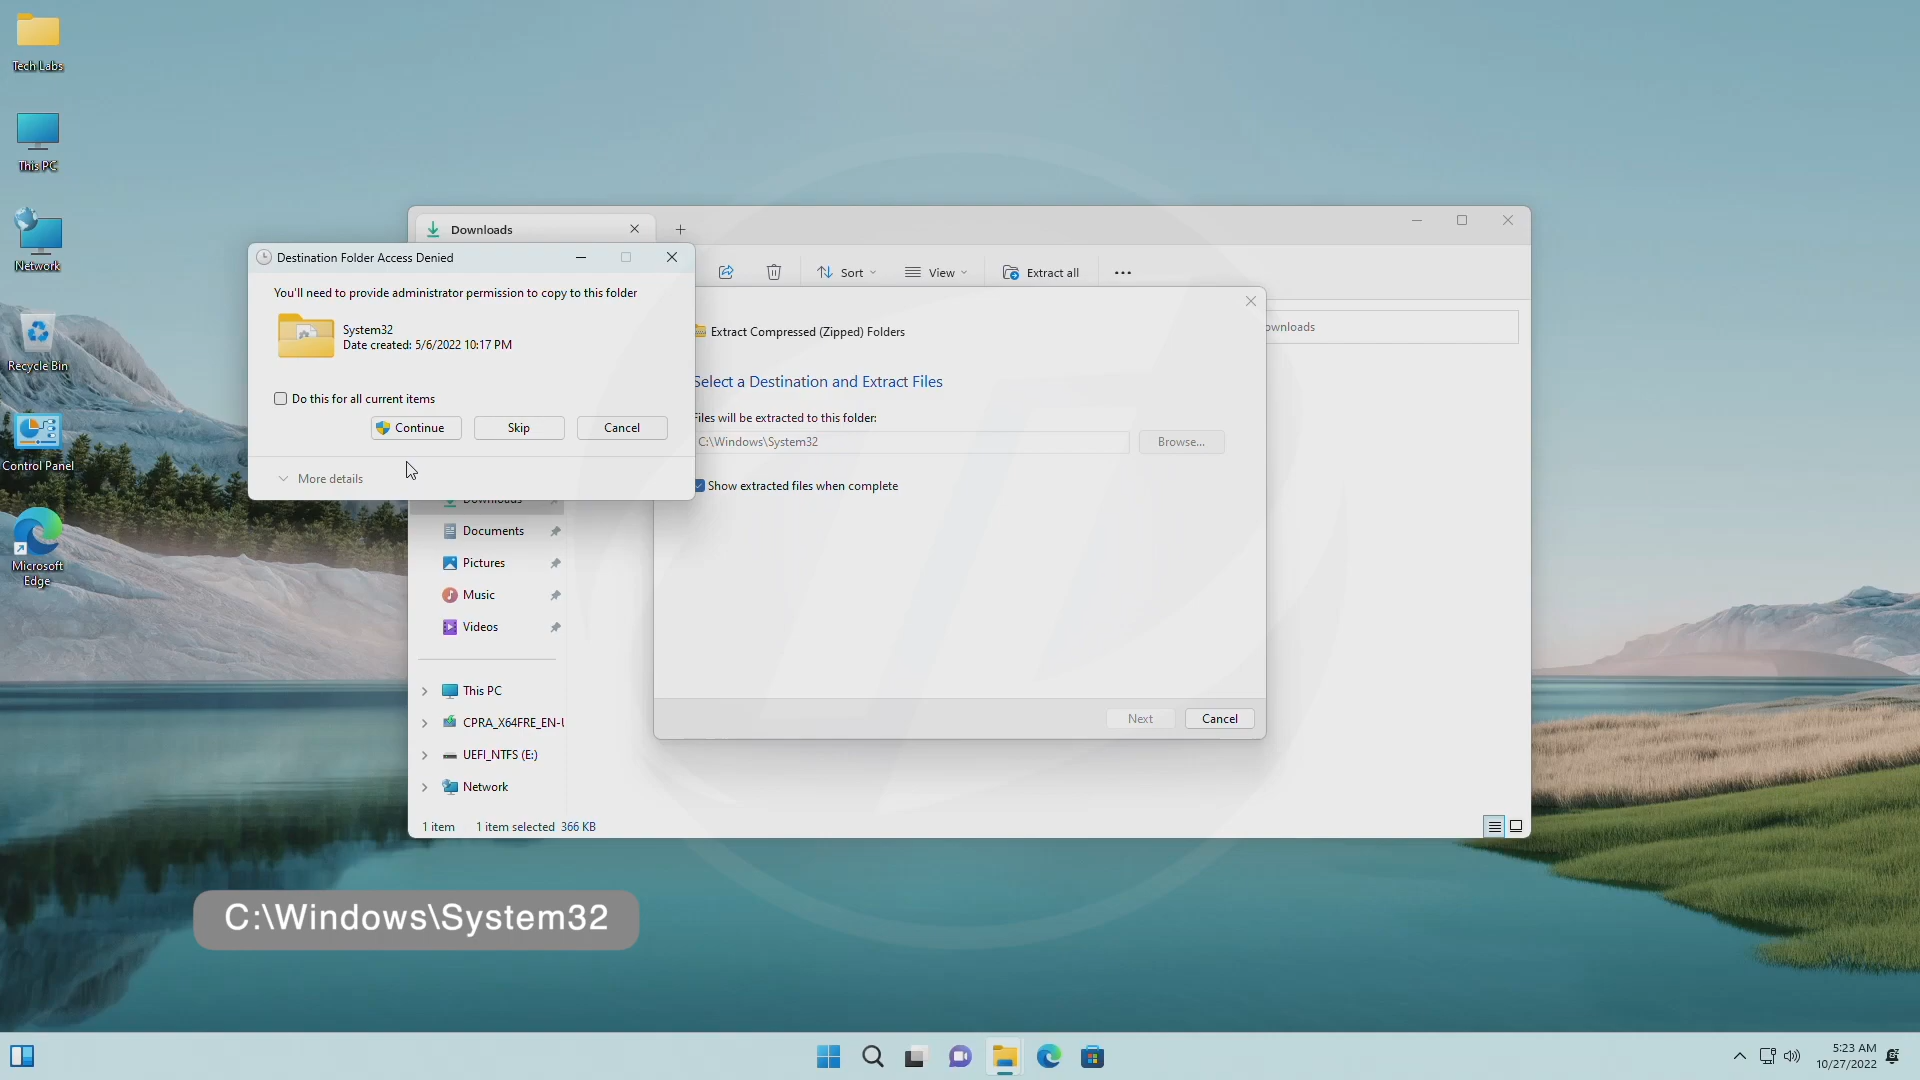 Tech Labs
This PC
Network
Recycle Bin
Control Panel
Microsoft
Edge
Downloads
Sort
View
Extract all
ownloads
Destination Folder Access Denied
You'll need to provide administrator permission to copy to this folder
System32
Date created: 5/6/2022 10:17 PM
Do this for all current items
Continue
Skip
Cancel
More details
Extract Compressed (Zipped) Folders
Select a Destination and Extract Files
Files will be extracted to this folder:
C:\Windows\System32
Browse...
Show extracted files when complete
Next
Cancel
Downloads
Documents
Pictures
Music
Videos
This PC
CPRA_X64FRE_EN-U
UEFI_NTFS (E:)
Network
1 item 1 item selected 366 KB
C:\Windows\System32
5:23 AM
10/27/2022